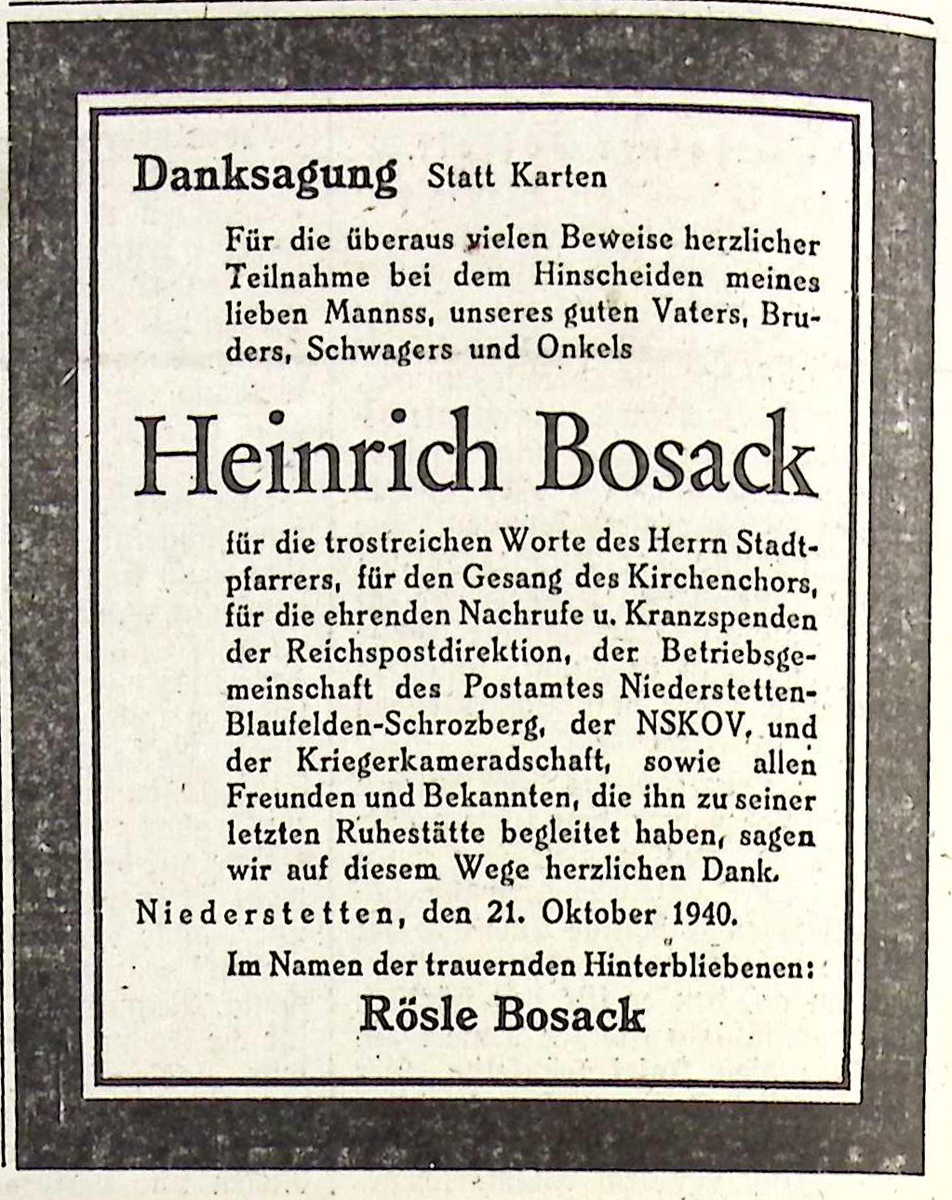 Danksagung Statt Karten
Für die überaus vielen Beweise herzlicher
Teilnahme bei dem Hinscheiden meines
lieben Mannss, unseres guten Vaters, Bru-
ders, Schwagers und Onkels
Heinrich Bosack
für die trostreichen Worte des Herrn Stadt-
pfarrers, für den Gesang des Kirchenchors,
für die ehrenden Nachrufe u. Kranzspenden
der Reichspostdirektion, der Betriebsge-
meinschaft des Postamtes Niederstetten-
Blaufelden-Schrozberg, der NSKOV, und
der Kriegerkameradschaft, sowie allen
Freunden und Bekannten, die ihn zu seiner
letzten Ruhestätte begleitet haben, sagen
wir auf diesem Wege herzlichen Dank.
Niederstetten, den 21. Oktober 1940.
Im Namen der trauernden Hinterbliebenen:
Rösle Bosack